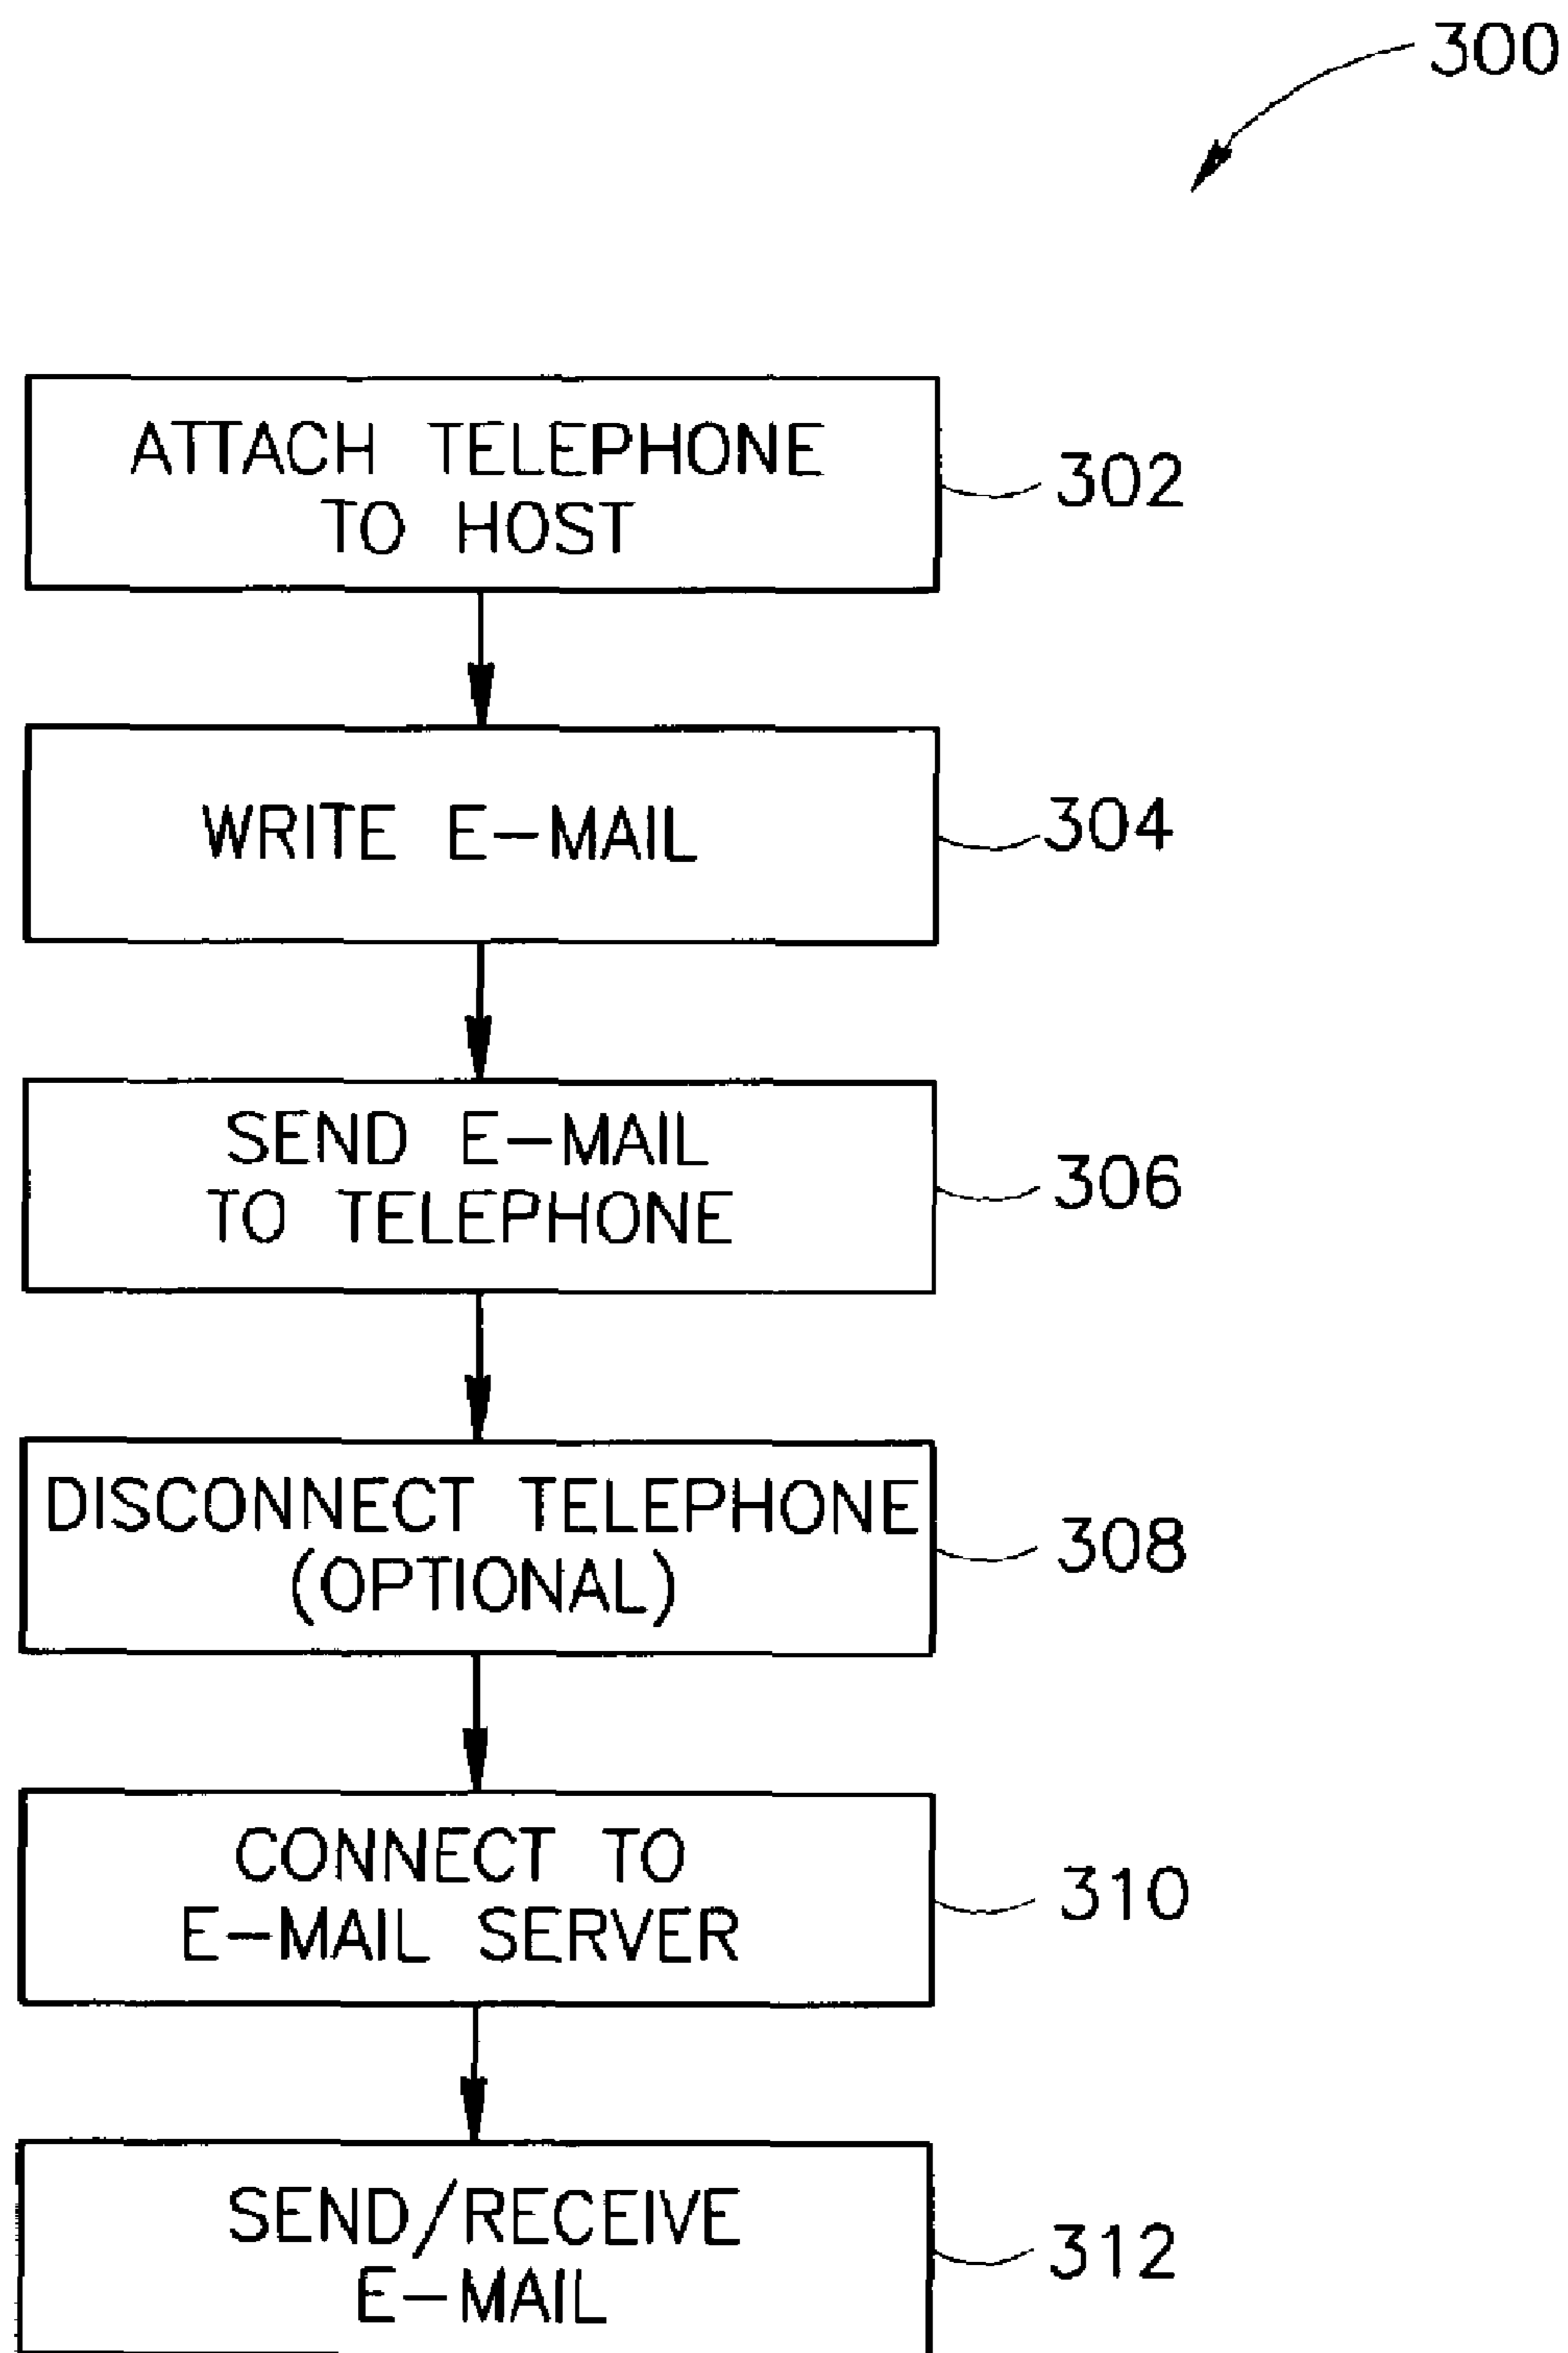 300
ATTACH TELEPHONE
TO HOST
302
WRITE E-MAIL
304
SEND E-MAIL
TO TELEPHONE
306
DISCONNECT TELEPHONE
(OPTIONAL)
308
CONNECT TO
E-MAIL SERVER
310
SEND/RECEIVE
E-MAIL
312